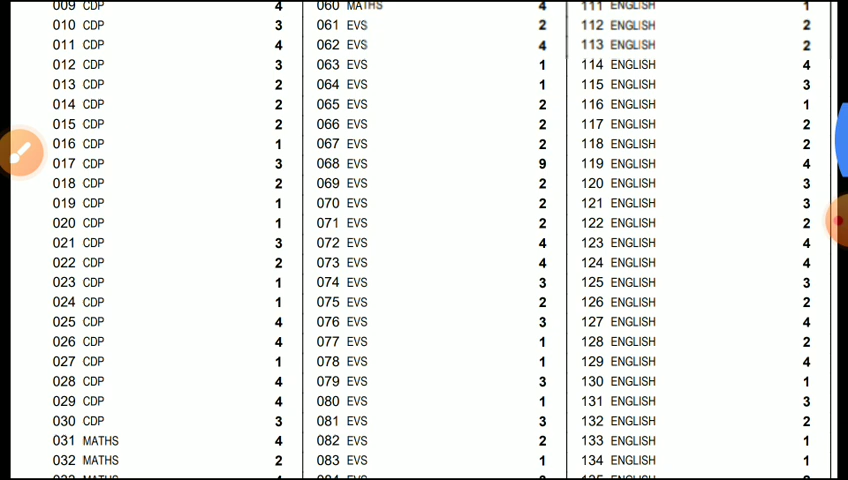 009 CDP 4 060 MATHS 4 111 ENGLISH 1
010 CDP 3 061 EVS 2 112 ENGLISH 2
011 CDP 4 062 EVS 4 113 ENGLISH 2
012 CDP 3 063 EVS 1 114 ENGLISH 4
013 CDP 2 064 EVS 1 115 ENGLISH 3
014 CDP 2 065 EVS 2 116 ENGLISH 1
015 CDP 2 066 EVS 2 117 ENGLISH 2
016 CDP 1 067 EVS 2 118 ENGLISH 2
017 CDP 3 068 EVS 9 119 ENGLISH 4
018 CDP 2 069 EVS 2 120 ENGLISH 3
019 CDP 1 070 EVS 2 121 ENGLISH 3
020 CDP 1 071 EVS 2 122 ENGLISH 2
021 CDP 3 072 EVS 4 123 ENGLISH 4
022 CDP 2 073 EVS 4 124 ENGLISH 4
023 CDP 1 074 EVS 3 125 ENGLISH 3
024 CDP 1 075 EVS 2 126 ENGLISH 2
025 CDP 4 076 EVS 3 127 ENGLISH 4
026 CDP 4 077 EVS 1 128 ENGLISH 2
027 CDP 1 078 EVS 1 129 ENGLISH 4
028 CDP 4 079 EVS 3 130 ENGLISH 1
029 CDP 4 080 EVS 1 131 ENGLISH 3
030 CDP 3 081 EVS 3 132 ENGLISH 2
031 MATHS 4 082 EVS 2 133 ENGLISH 1
032 MATHS 2 083 EVS 1 134 ENGLISH 1